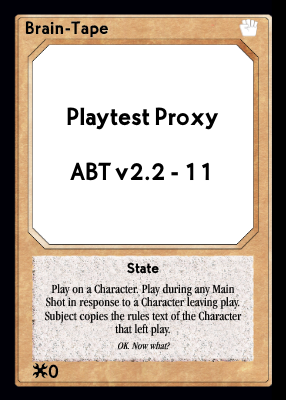 Brain-Tape
Playtest Proxy
ABT v2.2 - 11
State
Play on a Character. Play during any Main
Shot in response to a Character leaving play.
Subject copies the rules text of the Character
that left play.
OK. Now what?
0